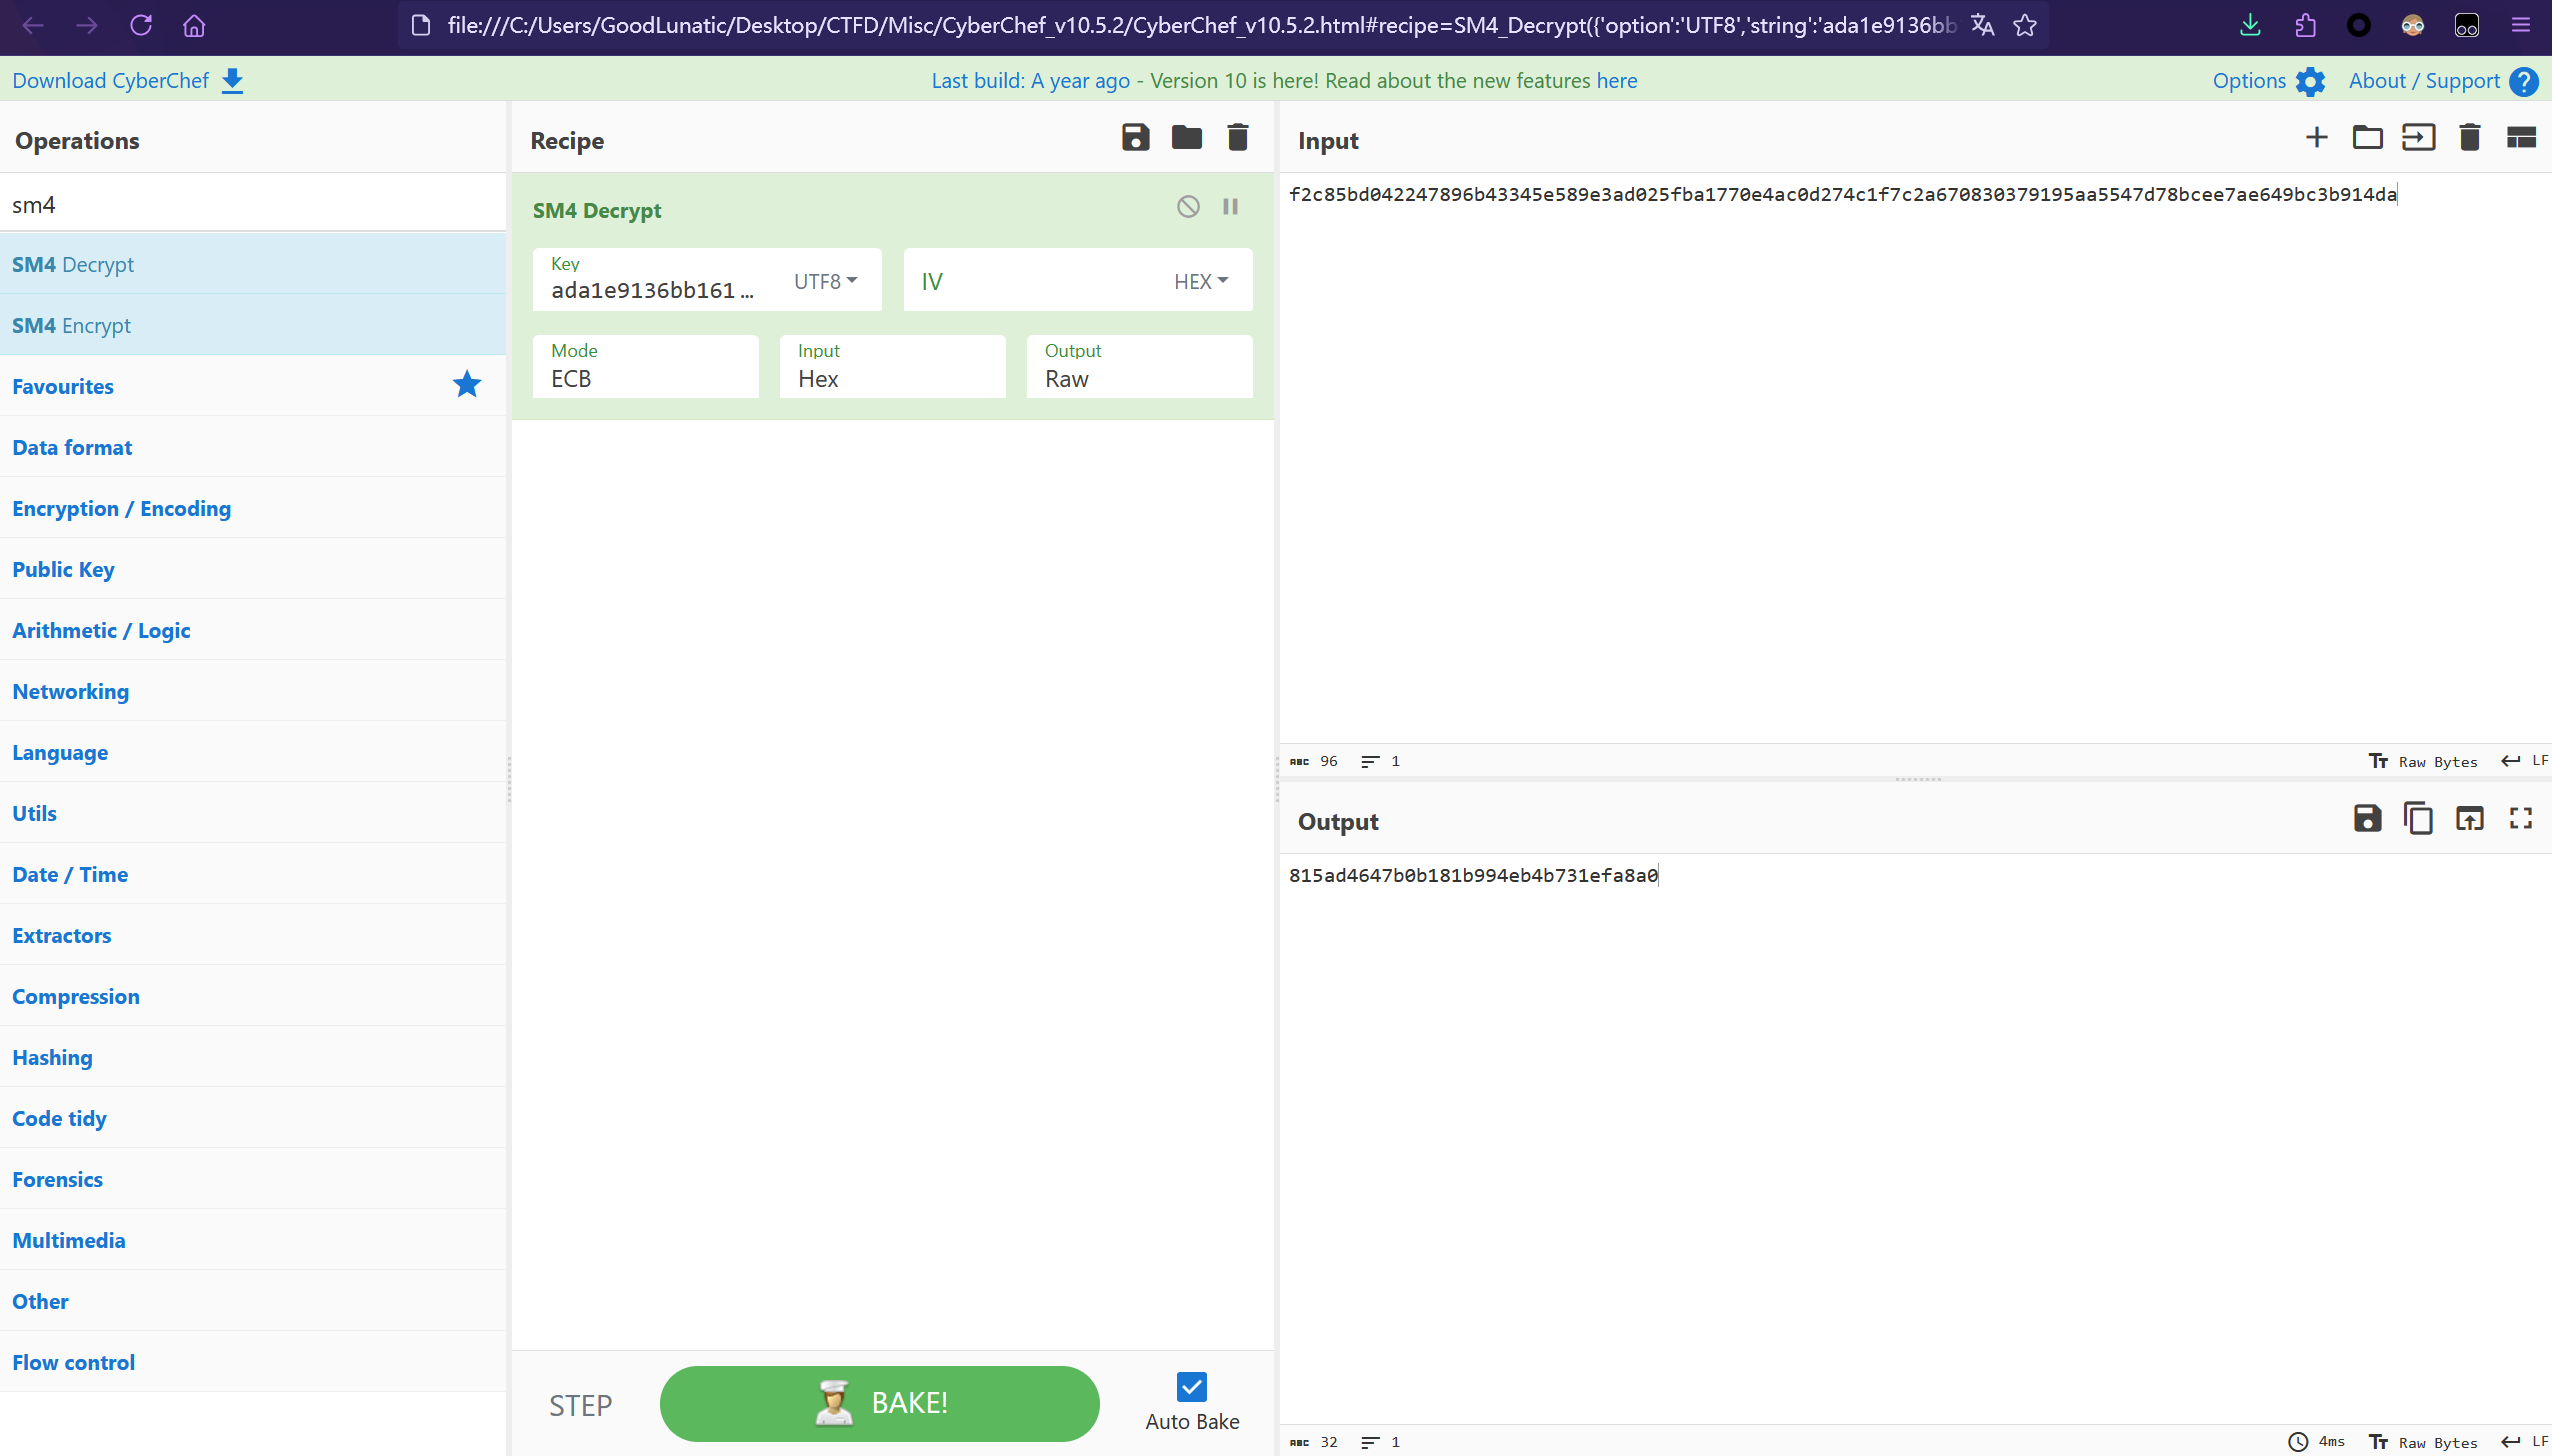 file:///C:/Users/GoodLunatic/Desktop/CTFD/Misc/CyberChef_v10.5.2/CyberChef_v10.5.2.html#recipe=SM4_Decrypt({'option':'UTF8','string':'ada1e9136bb
Download CyberChef
Last build: A year ago - Version 10 is here! Read about the new features here
Options
About / Support
Operations
sm4
SM4 Decrypt
SM4 Encrypt
Favourites
Data format
Encryption / Encoding
Public Key
Arithmetic / Logic
Networking
Language
Utils
Date / Time
Extractors
Compression
Hashing
Code tidy
Forensics
Multimedia
Other
Flow control
Recipe
SM4 Decrypt
Key
ada1e9136bb161...
UTF8
IV
HEX
Mode
ECB
Input
Hex
Output
Raw
STEP
BAKE!
Auto Bake
Input
f2c85bd042247896b43345e589e3ad025fba1770e4ac0d274c1f7c2a670830379195aa5547d78bcee7ae649bc3b914da
ABC 96 1
Tт Raw Bytes LF
Output
815ad4647b0b181b994eb4b731efa8a0
ABC 32 1
4ms Tт Raw Bytes LF